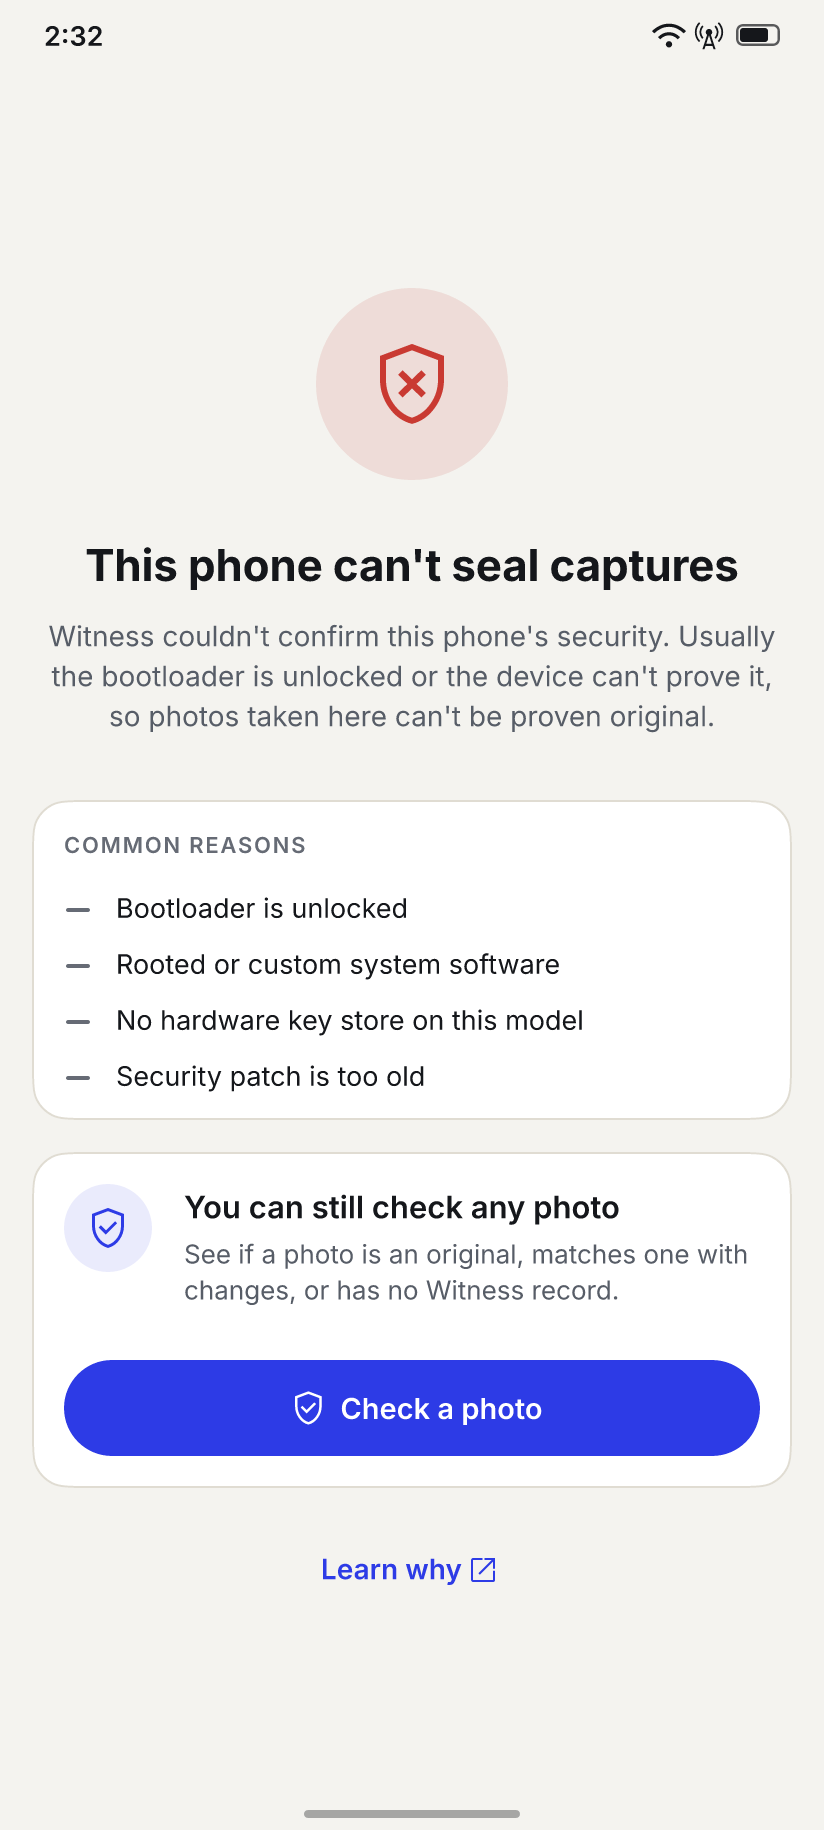 2:32
This phone can't seal captures
Witness couldn't confirm this phone's security. Usually
the bootloader is unlocked or the device can't prove it,
so photos taken here can't be proven original.
COMMON REASONS
Bootloader is unlocked
Rooted or custom system software
No hardware key store on this model
Security patch is too old
You can still check any photo
See if a photo is an original, matches one with
changes, or has no Witness record.
Check a photo
Learn why